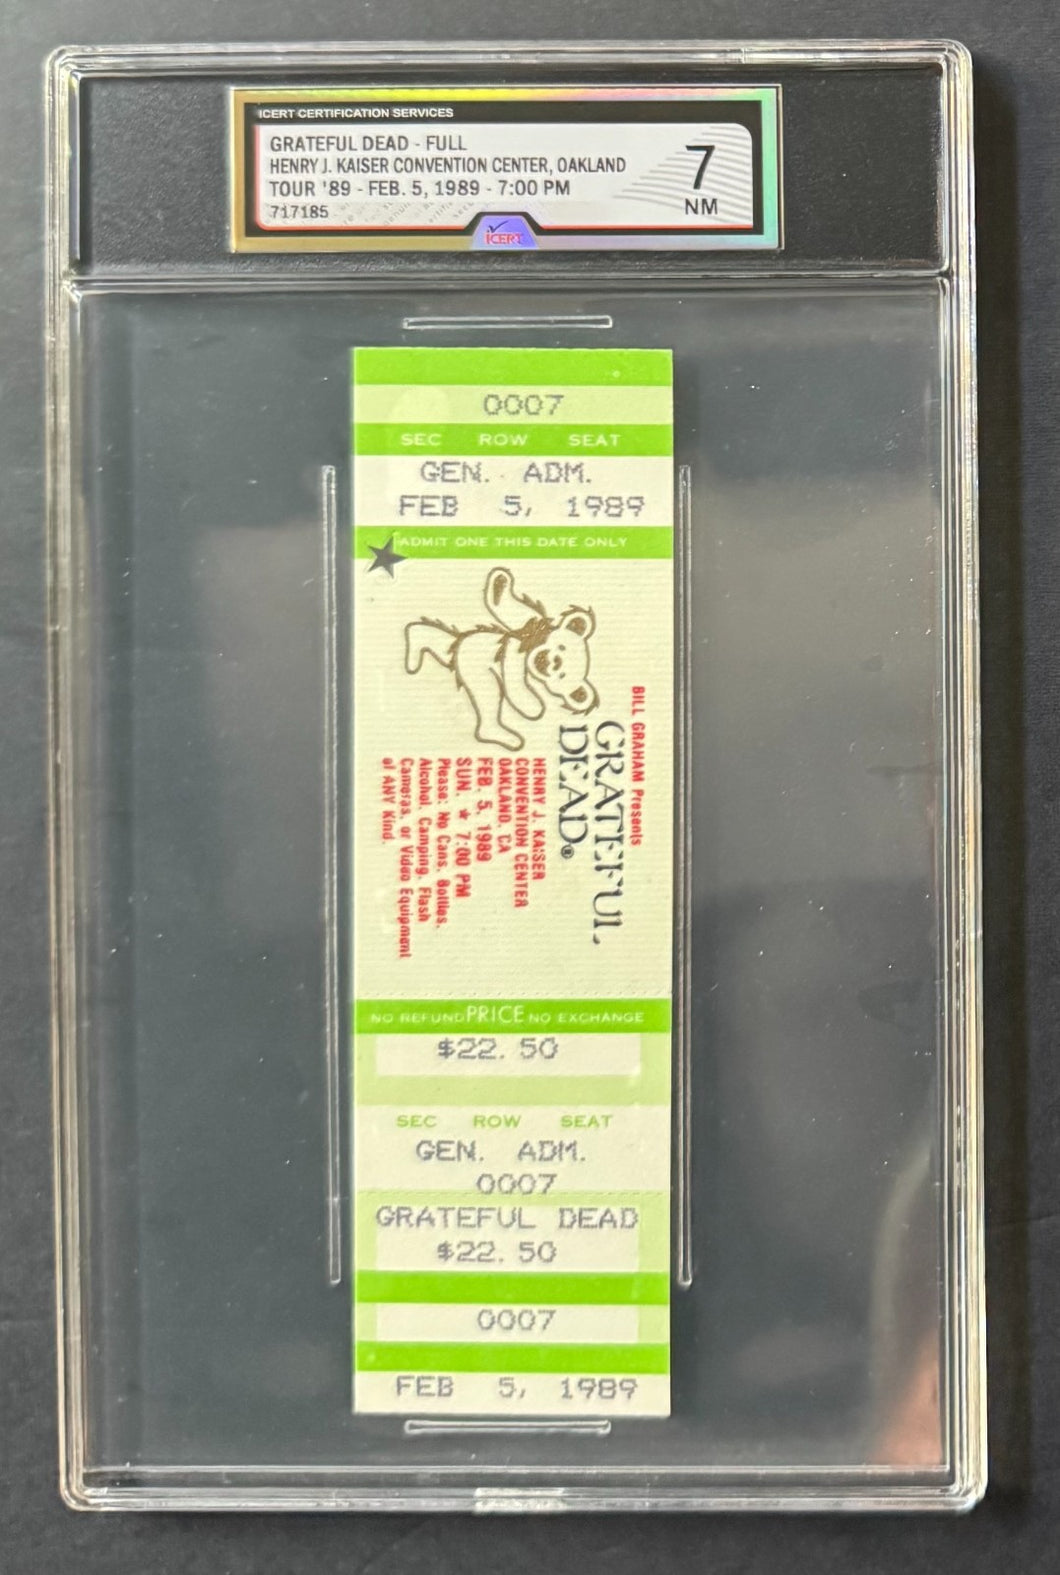 ICERT CERTIFICATION SERVICES
GRATEFUL DEAD - FULL
HENRY J. KAISER CONVENTION CENTER, OAKLAND
TOUR '89 - FEB. 5, 1989 - 7:00 PM
717185
7
NM
iCERT
0007
SEC ROW SEAT
GEN. ADM.
FEB 5, 1989
ADMIT ONE THIS DATE ONLY
BILL GRAHAM Presents
GRATEFUL
DEAD®
HENRY J. KAISER
CONVENTION CENTER
OAKLAND, CA
FEB. 5, 1989
SUN. ★ 7:00 PM
Please: No Cans, Bottles,
Alcohol, Camping, Flash
Cameras, or Video Equipment
of ANY Kind.
NO REFUND PRICE NO EXCHANGE
$22.50
SEC ROW SEAT
GEN. ADM.
0007
GRATEFUL DEAD
$22.50
0007
FEB 5, 1989